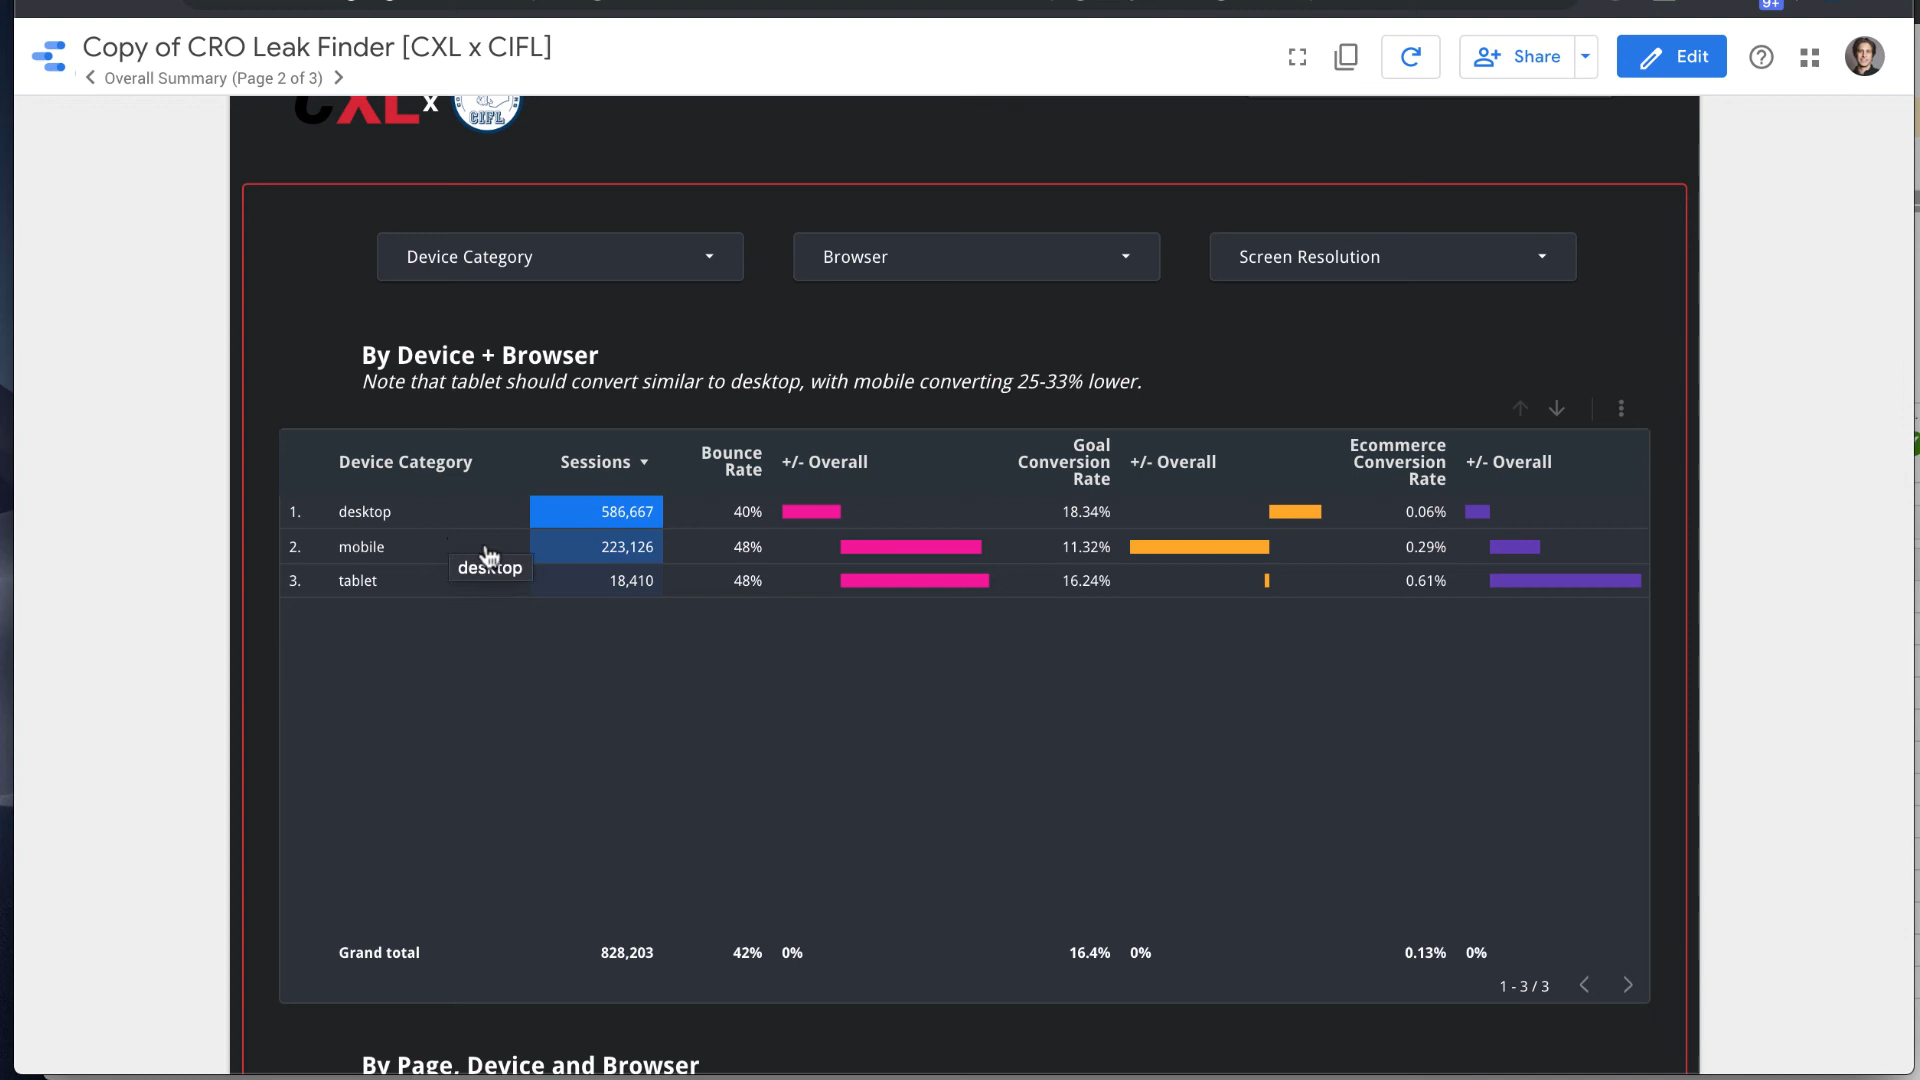 9+
Copy of CRO Leak Finder [CXL x CIFL]
Overall Summary (Page 2 of 3)
Share
Edit
CXL x CIFL
Device Category
Browser
Screen Resolution
By Device + Browser
Note that tablet should convert similar to desktop, with mobile converting 25-33% lower.
Device Category Sessions Bounce Rate +/- Overall Goal Conversion Rate +/- Overall Ecommerce Conversion Rate +/- Overall
1. desktop 586,667 40% 18.34% 0.06%
2. mobile 223,126 48% 11.32% 0.29%
desktop
3. tablet 18,410 48% 16.24% 0.61%
Grand total 828,203 42% 0% 16.4% 0% 0.13% 0%
1 - 3 / 3
By Page, Device and Browser